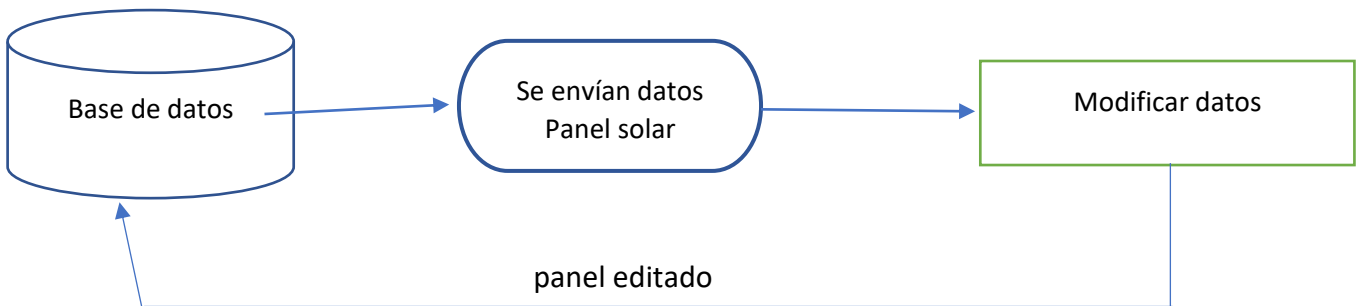 Base de datos
Se envían datos
Panel solar
Modificar datos
panel editado